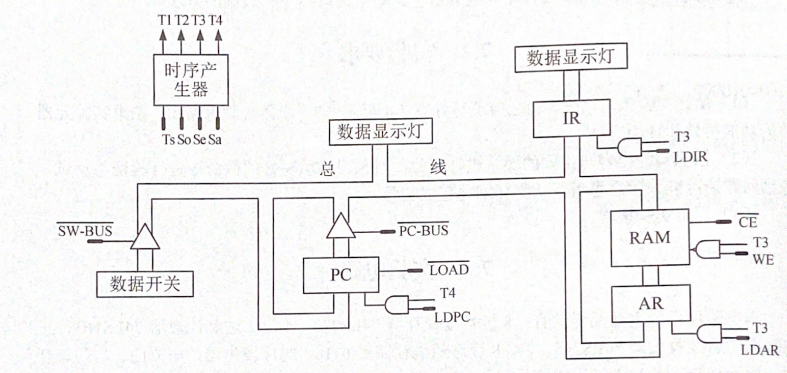 T1 T2 T3 T4
时序产
生器
Ts So Se Sa
数据显示灯
IR
T3
LDIR
数据显示灯
总 线
SW-BUS
数据开关
PC-BUS
PC
LOAD
T4
LDPC
RAM
CE
T3
WE
AR
T3
LDAR